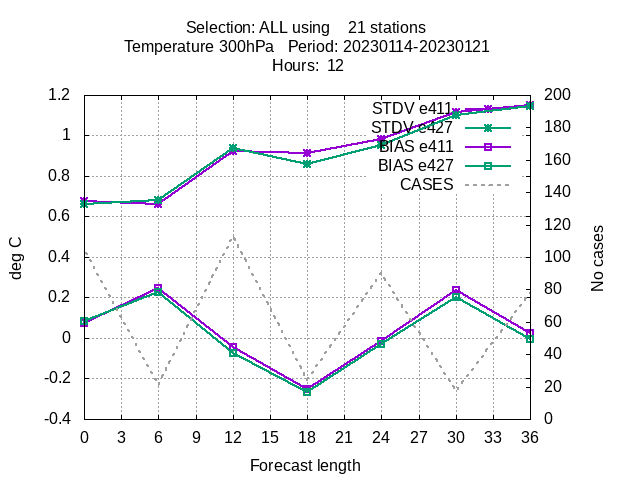 Selection: ALL using    21 stations
Temperature 300hPa   Period: 20230114-20230121
Hours: 12
STDV e411
STDV e427
BIAS e411
BIAS e427
CASES
1.2
1
0.8
0.6
0.4
0.2
0
-0.2
-0.4
deg C
200
180
160
140
120
100
80
60
40
20
0
No cases
0 3 6 9 12 15 18 21 24 27 30 33 36
Forecast length